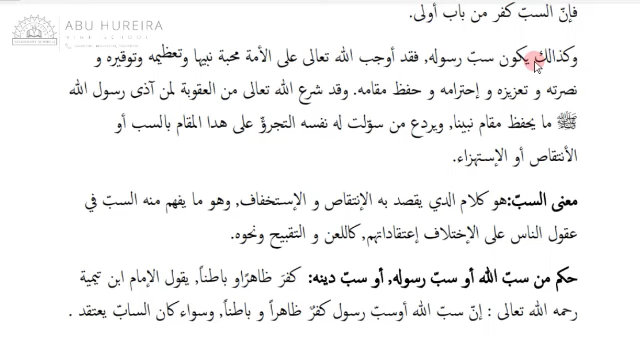 فإنّ السبّ كفر من باب أولى.
ABU HUREIRA
وكذالك يكون سبّ رسوله, فقد أوجب الله تعالى على الأمة محبة نبيها وتعظيمه وتوقيره و
نصرته و تعزيزه و إحترامه و حفظ مقامه. وقد شرع الله تعالى من العقوبة لمن آذى رسول الله
ﷺ ما يحفظ مقام نبينا, ويردع من سوّلت له نفسه التجرؤ على هدا المقام بالسب أو
الأنتقاص أو الإستهزاء.
معنى السبّ:هو كلام الدي يقصد به الإنتقاص و الإستخفاف, وهو ما يفهم منه السبّ في
عقول الناس على الإختلاف إعتقاداتهم,كاللعن و التقبيح ونحوه.
حكم من سبّ الله أو سبّ رسوله, أو سبّ دينه: كفرَ ظاهرًاو باطناً, يقول الإمام ابن تيمية
رحمه الله تعالى : إنّ سبّ الله أوسبّ رسول كفرٌ ظاهراً و باطناً, وسواء كان السابّ يعتقد .